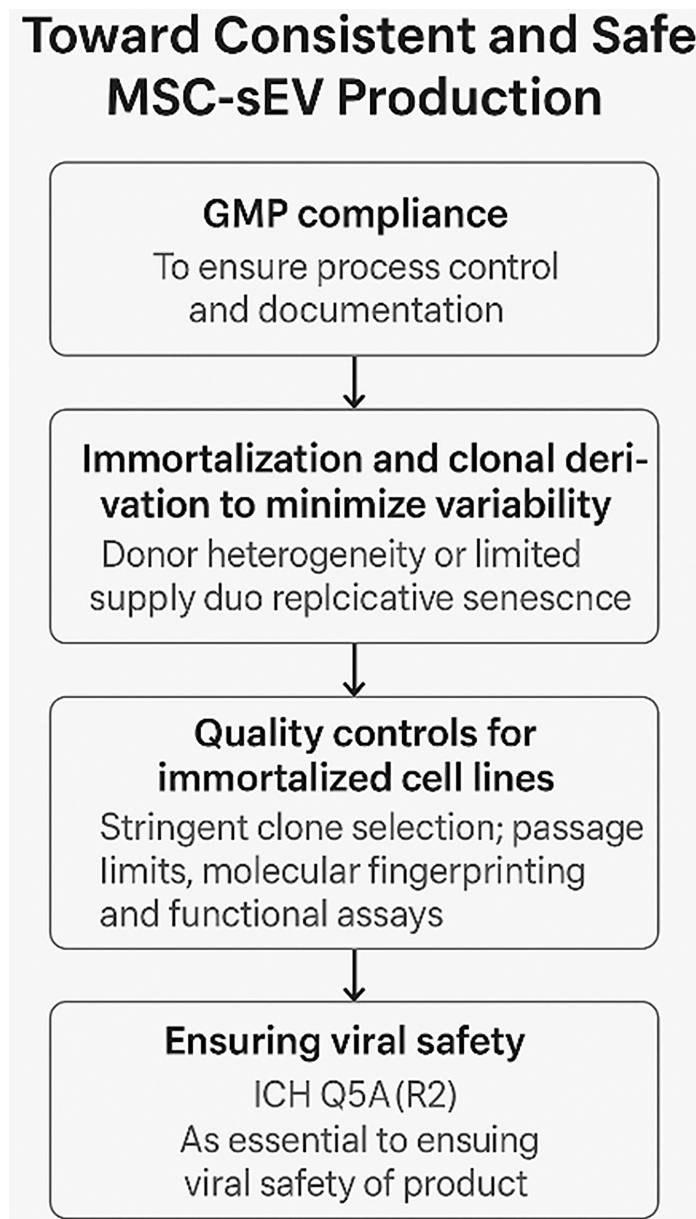 Toward Consistent and Safe
MSC-sEV Production
GMP compliance
To ensure process control
and documentation
Immortalization and clonal deri-
vation to minimize variability
Donor heterogeneity or limited
supply duo replcicative senescnce
Quality controls for
immortalized cell lines
Stringent clone selection; passage
limits, molecular fingerprinting
and functional assays
Ensuring viral safety
ICH Q5A(R2)
As essential to ensuing
viral safety of product